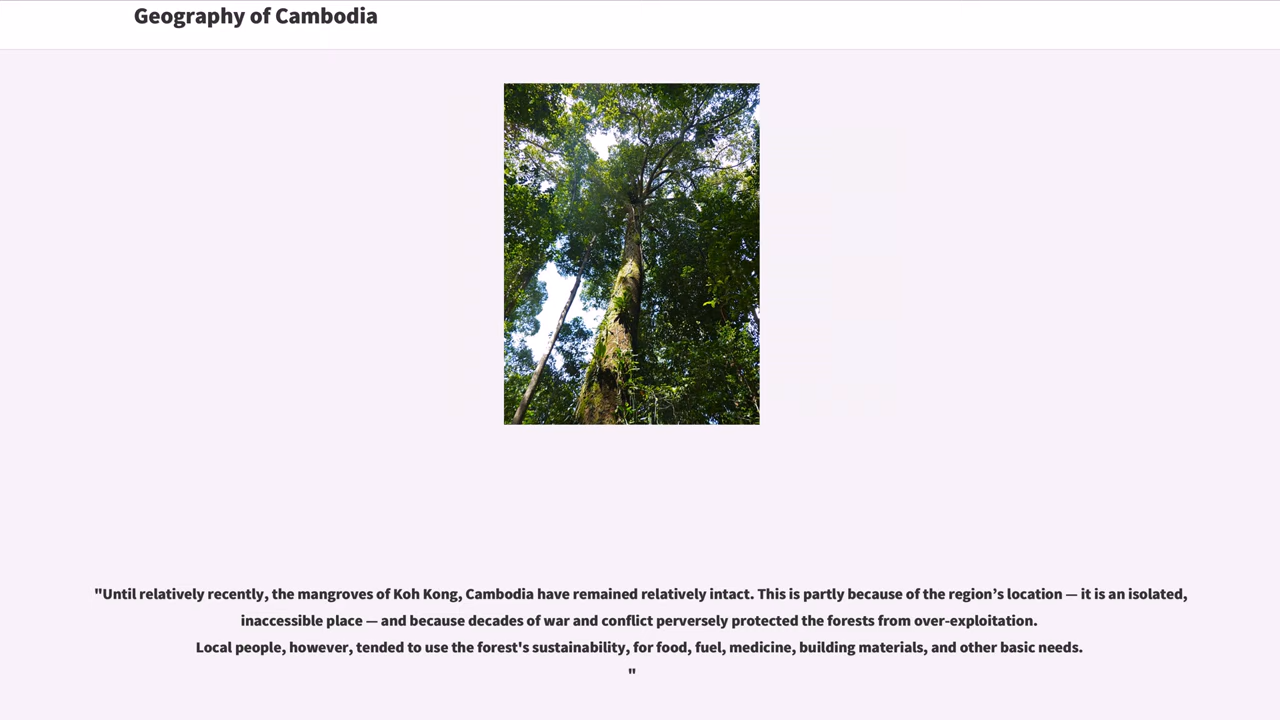 Geography of Cambodia
"Until relatively recently, the mangroves of Koh Kong, Cambodia have remained relatively intact. This is partly because of the region’s location — it is an isolated,
inaccessible place — and because decades of war and conflict perversely protected the forests from over-exploitation.
Local people, however, tended to use the forest's sustainability, for food, fuel, medicine, building materials, and other basic needs.
"